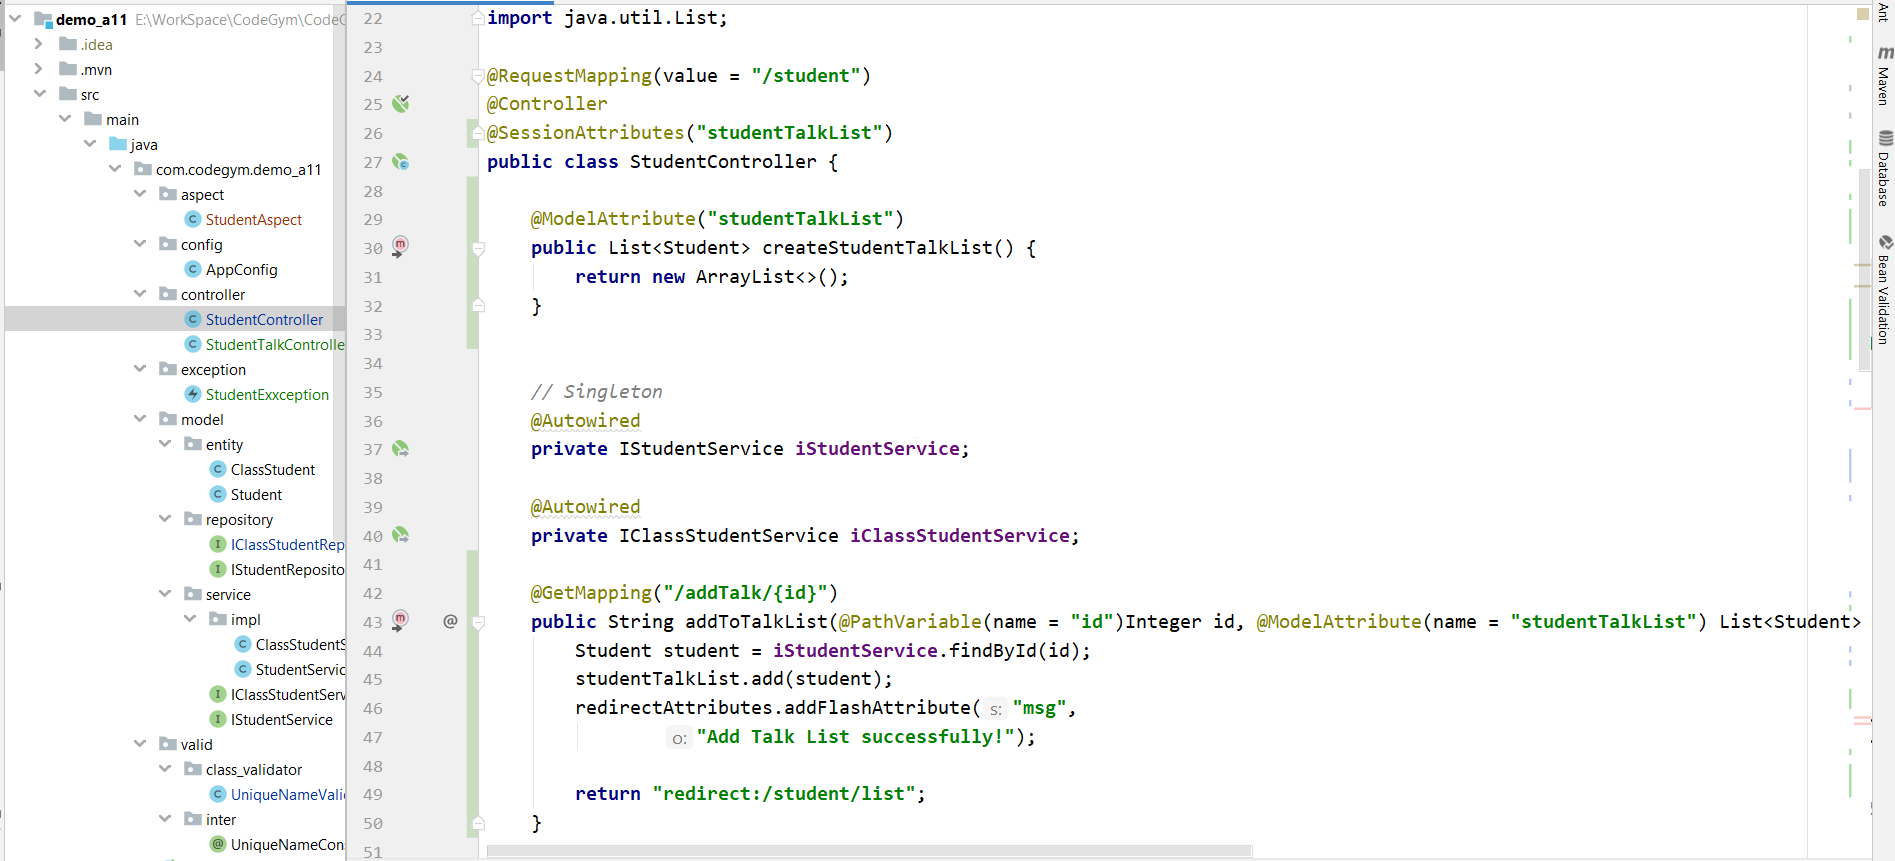 demo_a11 E:\WorkSpace\CodeGym\Code
.idea
.mvn
src
main
java
com.codegym.demo_a11
aspect
StudentAspect
config
AppConfig
controller
StudentController
StudentTalkControlle
exception
StudentExxception
model
entity
ClassStudent
Student
repository
IClassStudentRep
IStudentReposito
service
impl
ClassStudentS
StudentServic
IClassStudentServ
IStudentService
valid
class_validator
UniqueNameVali
inter
UniqueNameCon
22 import java.util.List;
23
24 @RequestMapping(value = "/student")
25 @Controller
26 @SessionAttributes("studentTalkList")
27 public class StudentController {
28
29 @ModelAttribute("studentTalkList")
30 public List<Student> createStudentTalkList() {
31 return new ArrayList<>();
32 }
33
34
35 // Singleton
36 @Autowired
37 private IStudentService iStudentService;
38
39 @Autowired
40 private IClassStudentService iClassStudentService;
41
42 @GetMapping("/addTalk/{id}")
43 @ public String addToTalkList(@PathVariable(name = "id")Integer id, @ModelAttribute(name = "studentTalkList") List<Student>
44 Student student = iStudentService.findById(id);
45 studentTalkList.add(student);
46 redirectAttributes.addFlashAttribute( s: "msg",
47 o: "Add Talk List successfully!");
48
49 return "redirect:/student/list";
50 }
51
Ant
Maven
Database
Bean Validation